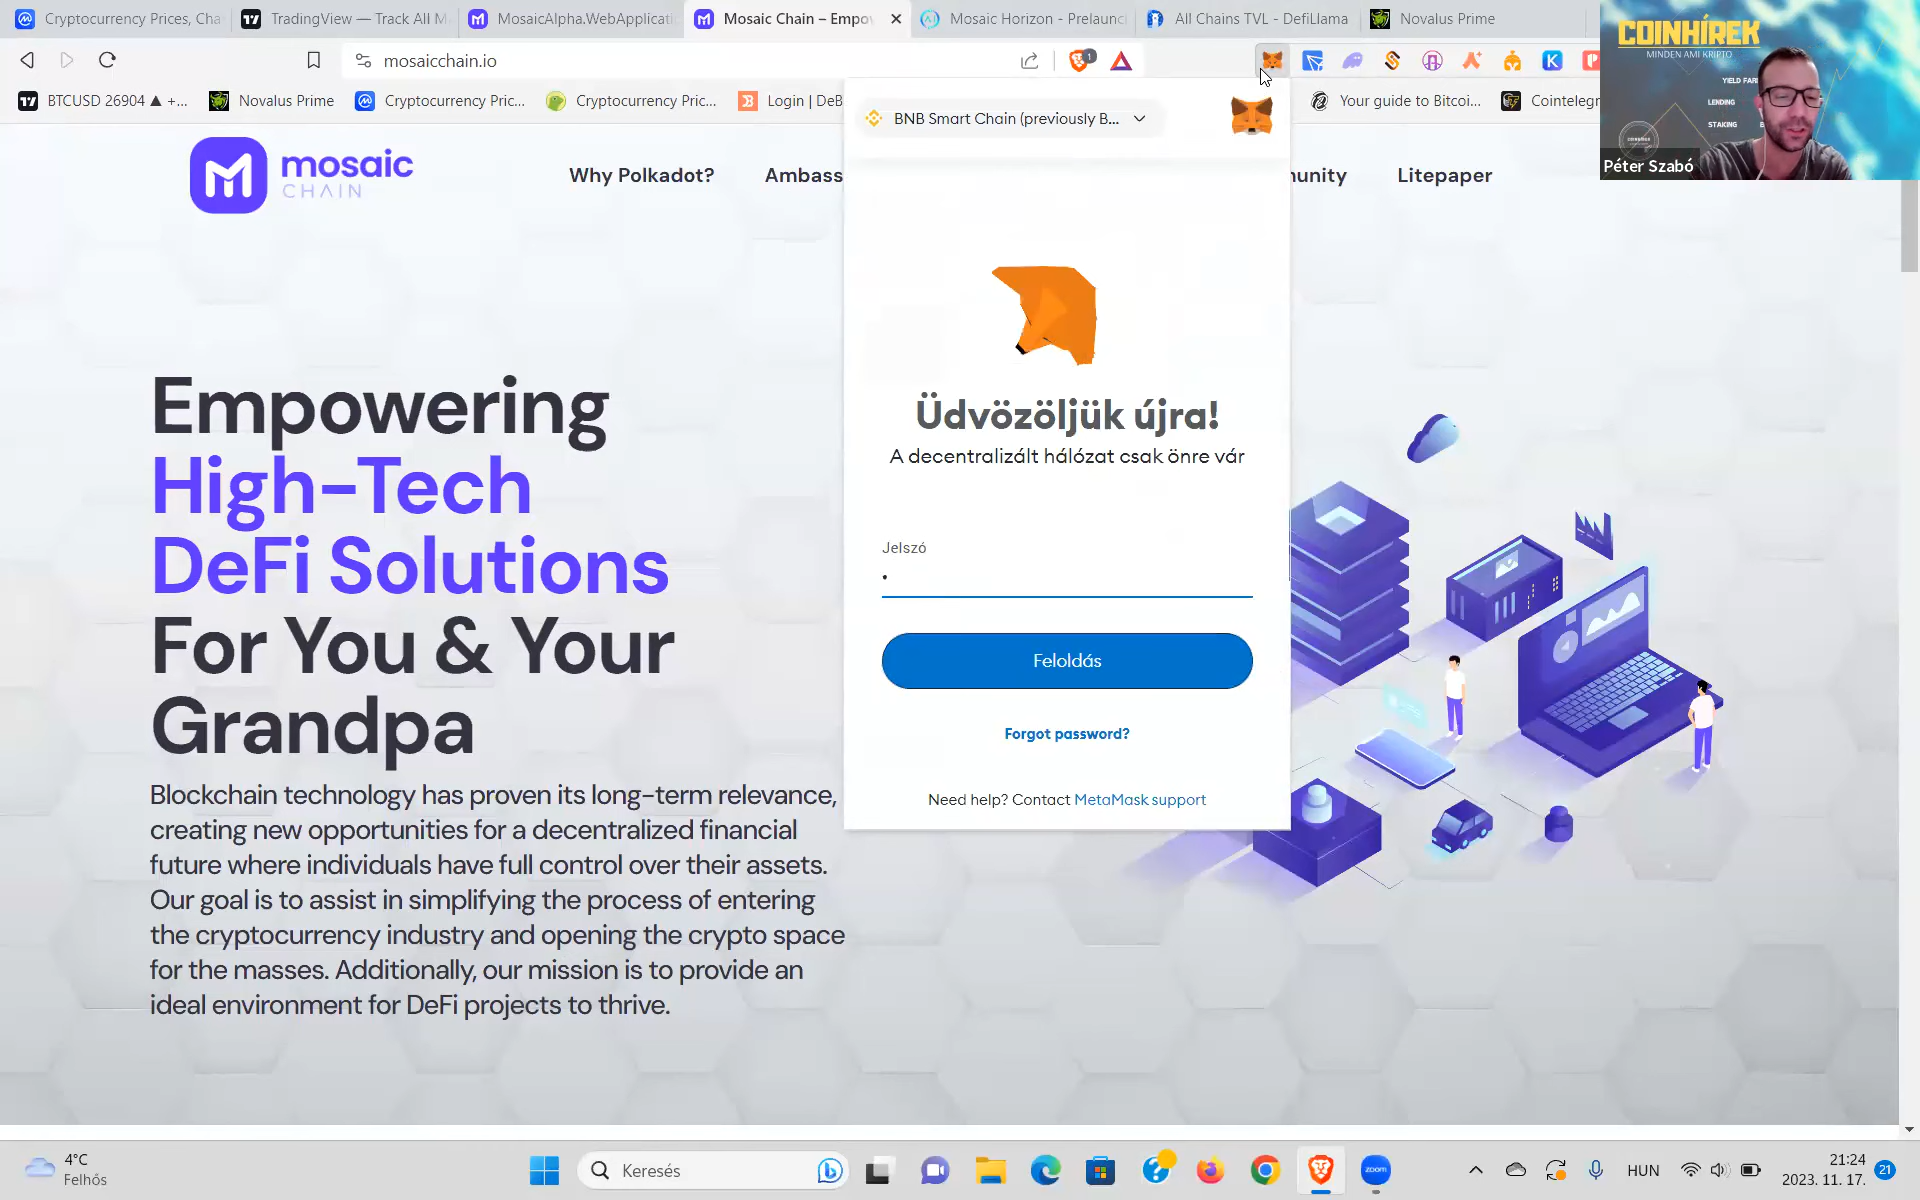 Cryptocurrency Prices, Cha
TradingView — Track All M
MosaicAlpha.WebApplicati
Mosaic Chain – Empo
Mosaic Horizon - Prelaunc
All Chains TVL - DefiLlama
Novalus Prime
mosaicchain.io
1
BTCUSD 26904 ▲ +...
Novalus Prime
Cryptocurrency Pric...
Cryptocurrency Pric...
Login | DeB
Your guide to Bitcoi...
Cointelegr
COINHÍREK
MINDEN AMI KRIPTO
YIELD FAR
LENDING
STAKING
Péter Szabó
BNB Smart Chain (previously B...
mosaic
CHAIN
Why Polkadot?
Ambass
unity
Litepaper
Empowering
High-Tech
DeFi Solutions
For You & Your
Grandpa
Blockchain technology has proven its long-term relevance,
creating new opportunities for a decentralized financial
future where individuals have full control over their assets.
Our goal is to assist in simplifying the process of entering
the cryptocurrency industry and opening the crypto space
for the masses. Additionally, our mission is to provide an
ideal environment for DeFi projects to thrive.
Üdvözöljük újra!
A decentralizált hálózat csak önre vár
Jelszó
•
Feloldás
Forgot password?
Need help? Contact MetaMask support
4°C
Felhős
Keresés
zoom
HUN
21:24
2023. 11. 17.
21